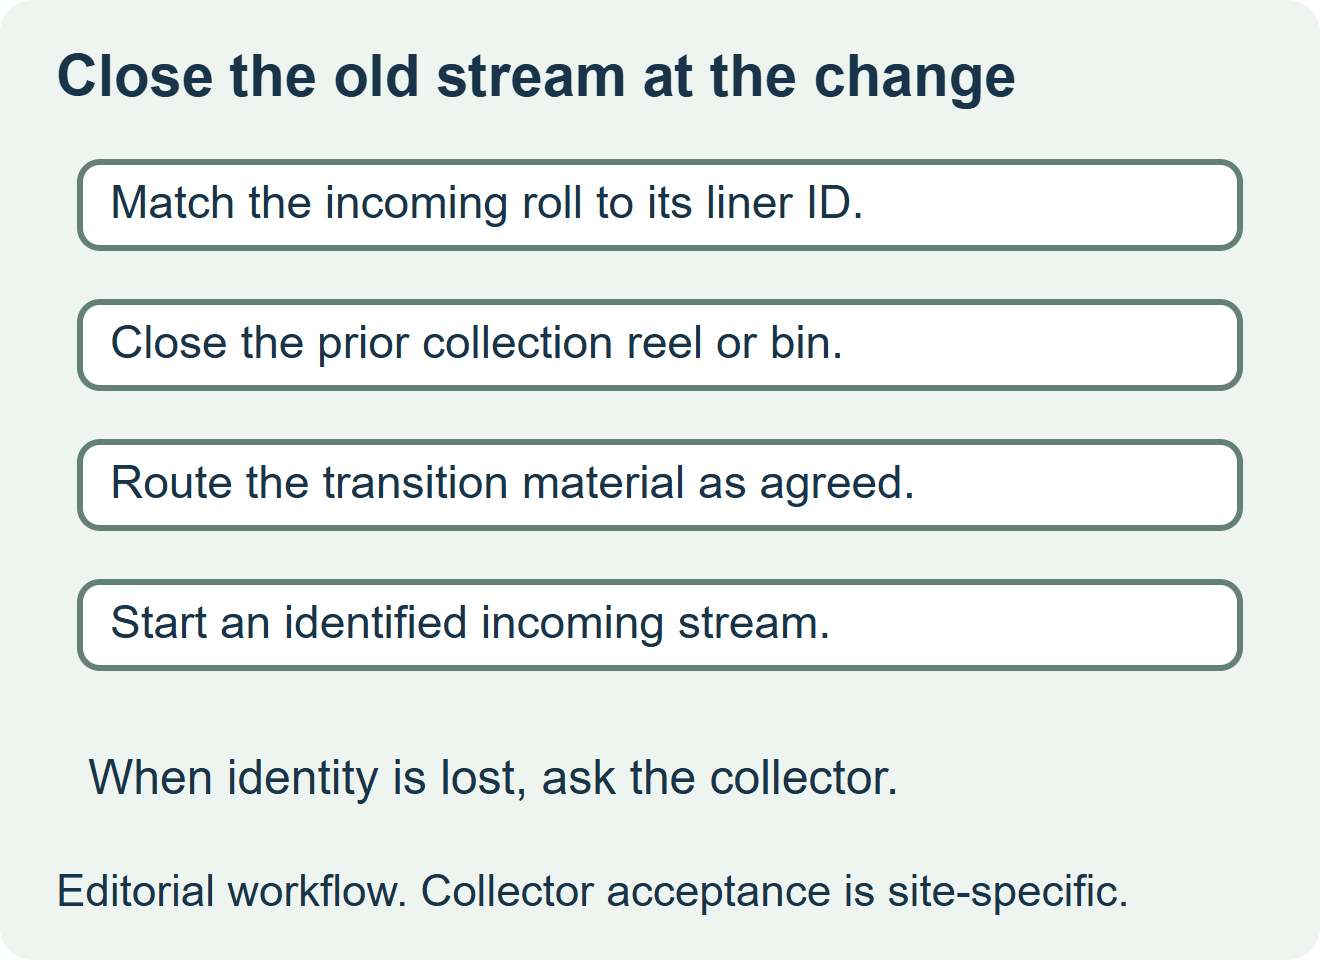 Close the old stream at the change
Match the incoming roll to its liner ID.
Close the prior collection reel or bin.
Route the transition material as agreed.
Start an identified incoming stream.
When identity is lost, ask the collector.
Editorial workflow. Collector acceptance is site-specific.